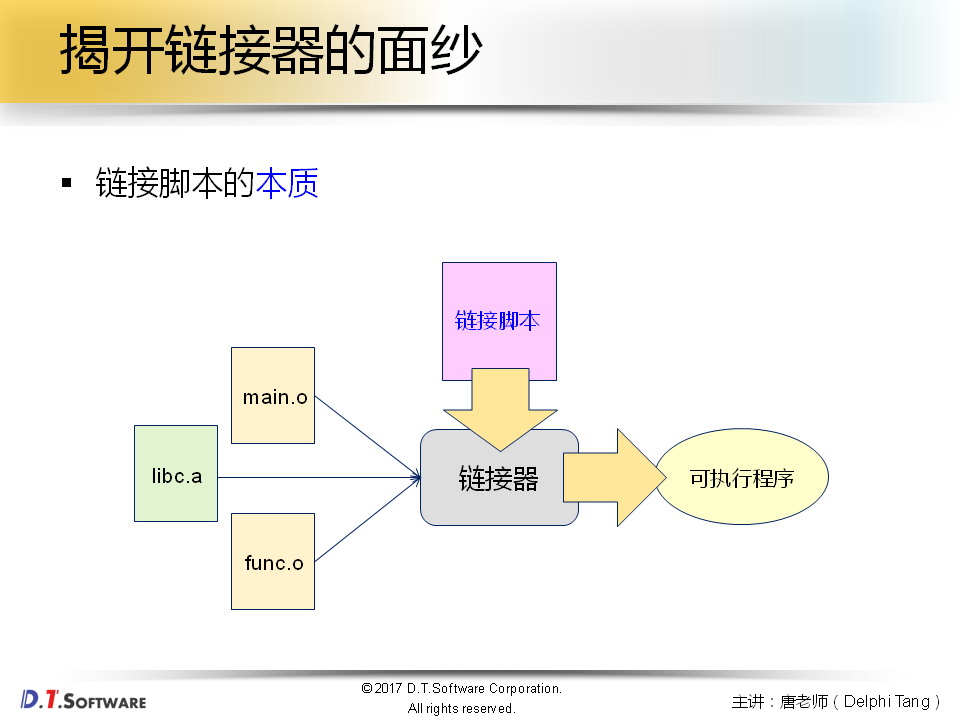 揭开链接器的面纱
链接脚本的本质
链接脚本
main.o
libc.a
链接器
可执行程序
func.o
D.T.SOFTWARE
©2017 D.T.Software Corporation.
All rights reserved.
主讲：唐老师（Delphi Tang）